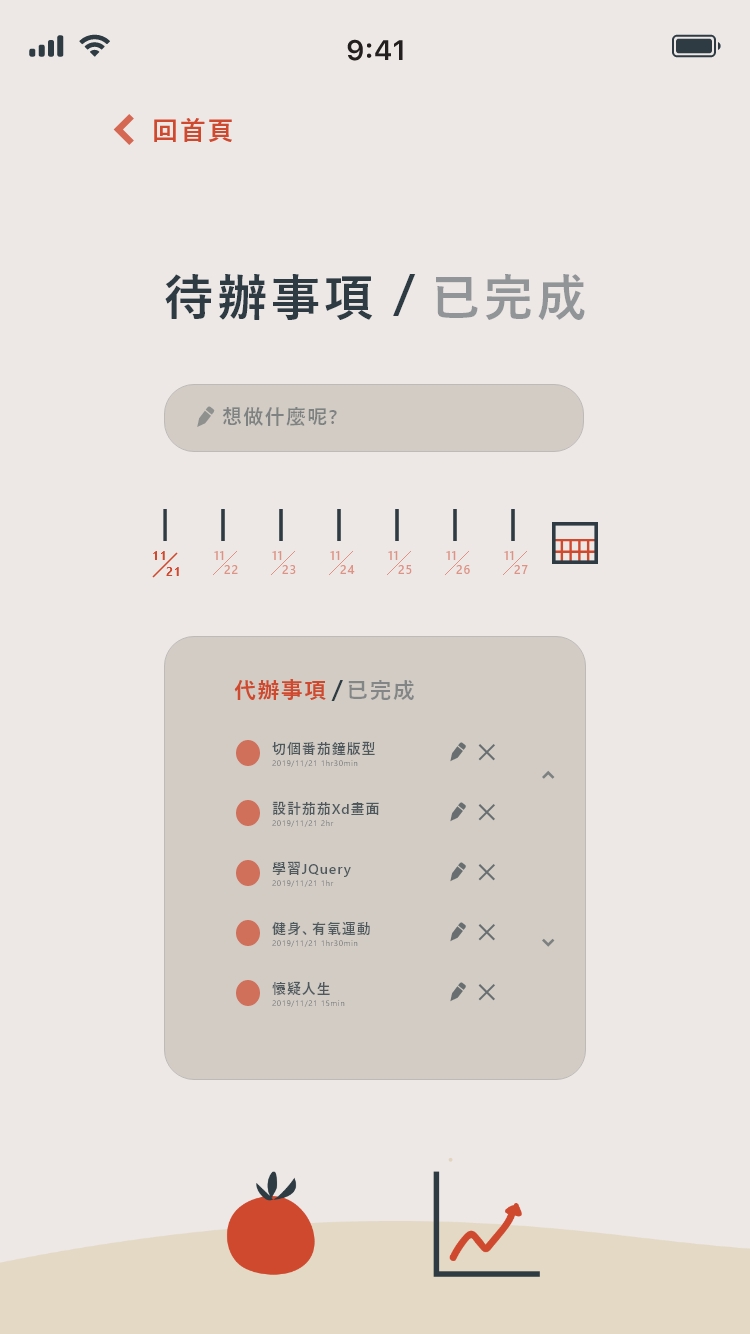 9:41
回首頁
待辦事項 / 已完成
想做什麼呢?
11/21 11/22 11/23 11/24 11/25 11/26 11/27
代辦事項 / 已完成
切個番茄鐘版型
2019/11/21 1hr30min
設計茄茄Xd畫面
2019/11/21 2hr
學習JQuery
2019/11/21 1hr
健身、有氧運動
2019/11/21 1hr30min
懷疑人生
2019/11/21 15min